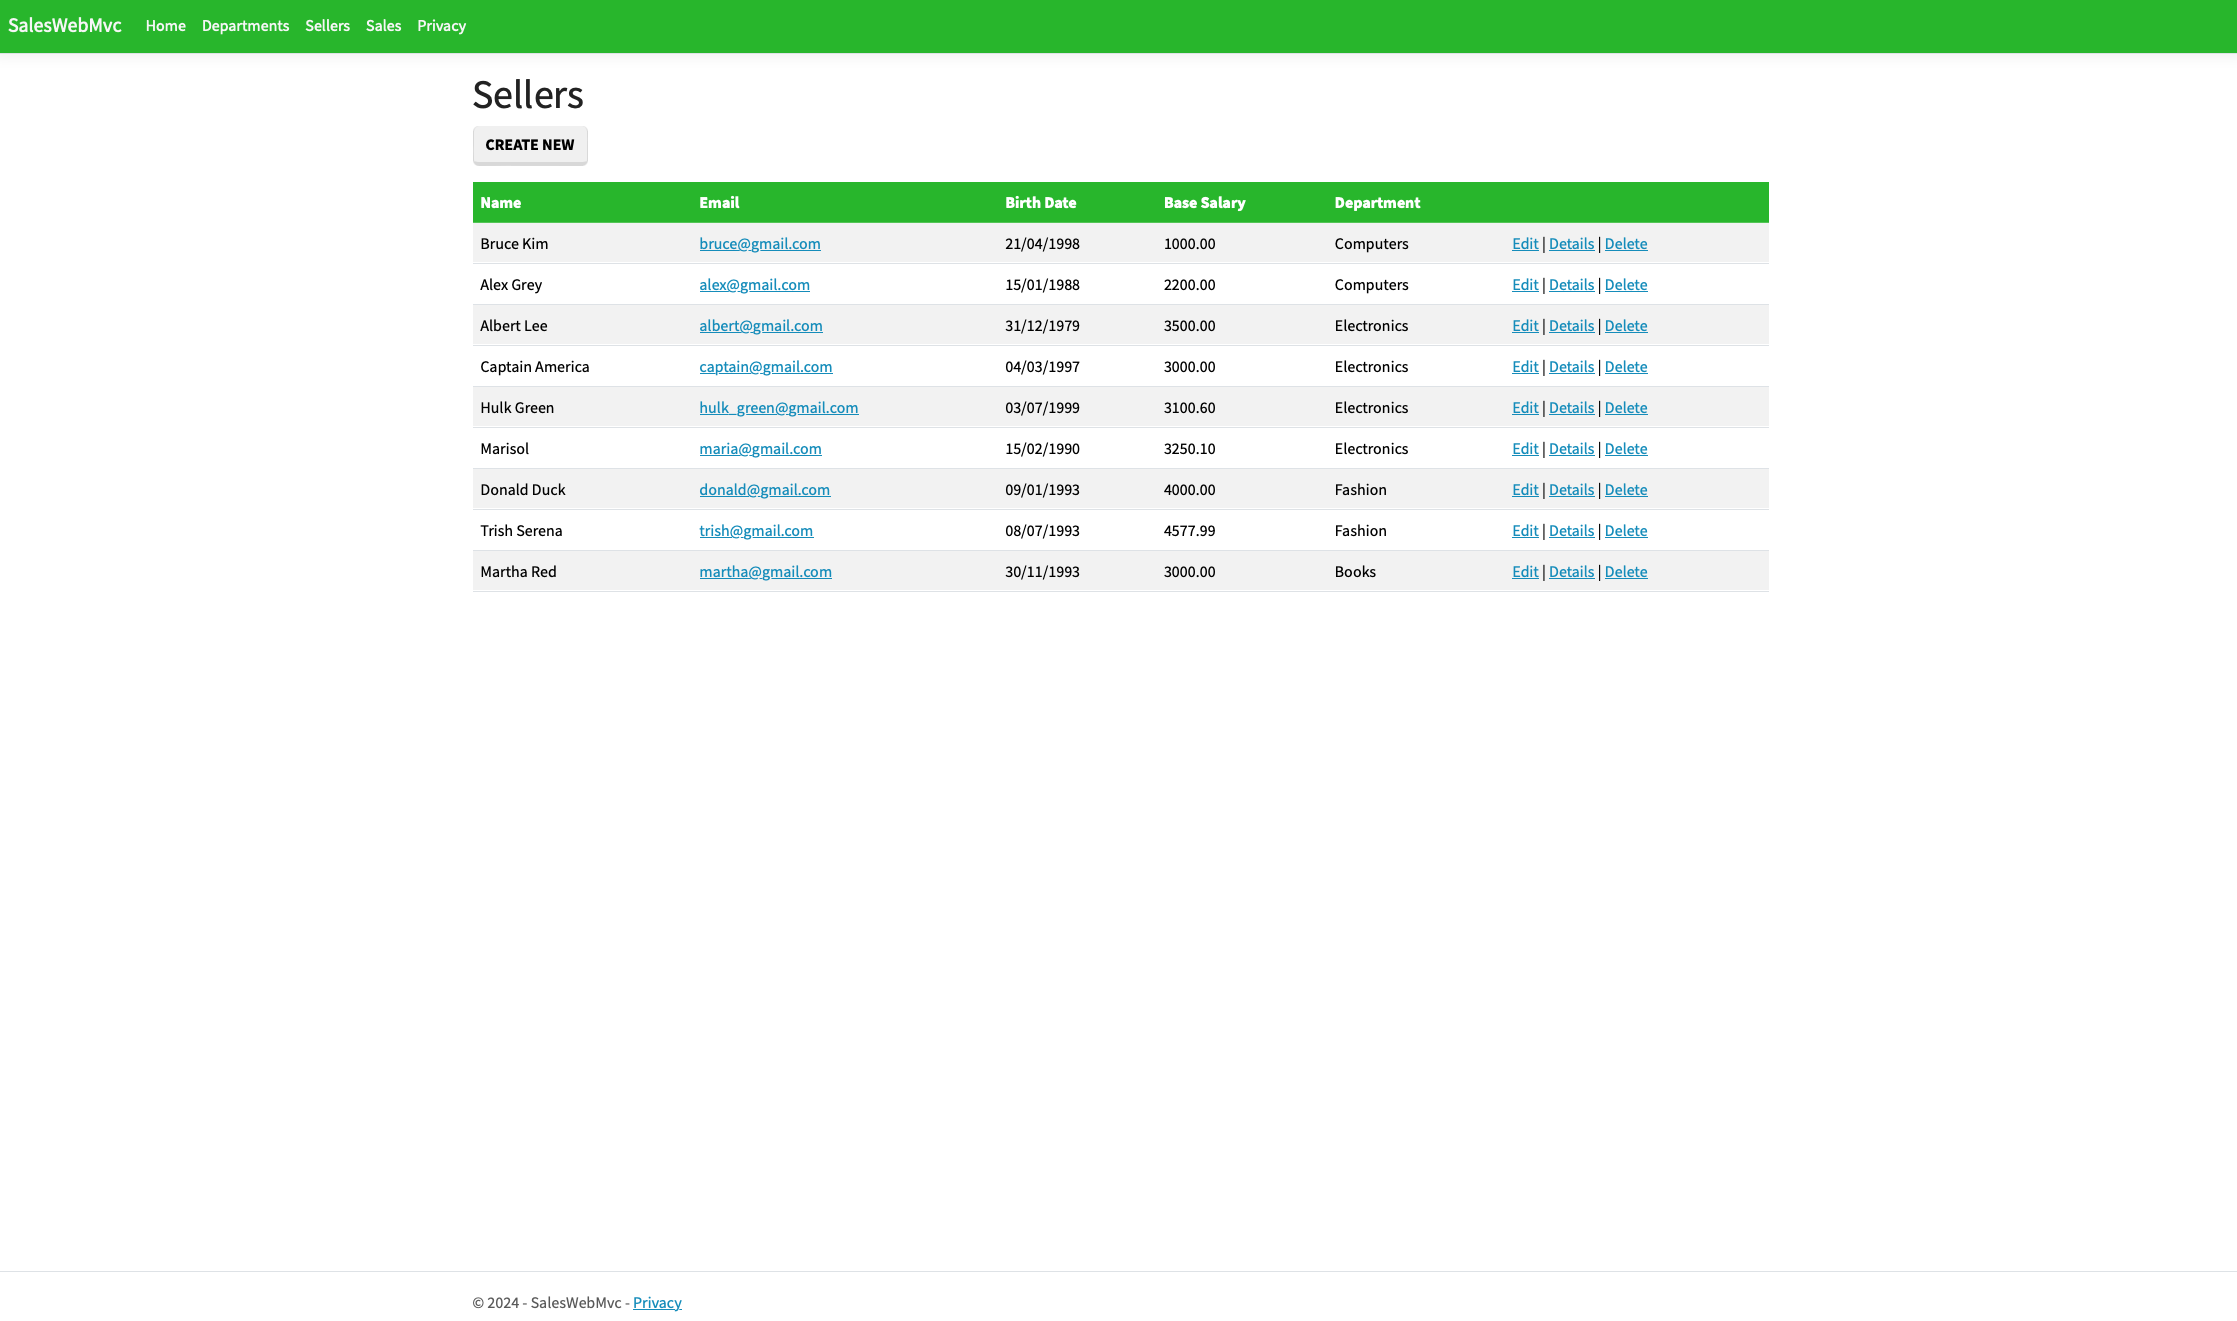 SalesWebMvc Home Departments Sellers Sales Privacy
Sellers
CREATE NEW
Name Email Birth Date Base Salary Department
Bruce Kim bruce@gmail.com 21/04/1998 1000.00 Computers Edit | Details | Delete
Alex Grey alex@gmail.com 15/01/1988 2200.00 Computers Edit | Details | Delete
Albert Lee albert@gmail.com 31/12/1979 3500.00 Electronics Edit | Details | Delete
Captain America captain@gmail.com 04/03/1997 3000.00 Electronics Edit | Details | Delete
Hulk Green hulk_green@gmail.com 03/07/1999 3100.60 Electronics Edit | Details | Delete
Marisol maria@gmail.com 15/02/1990 3250.10 Electronics Edit | Details | Delete
Donald Duck donald@gmail.com 09/01/1993 4000.00 Fashion Edit | Details | Delete
Trish Serena trish@gmail.com 08/07/1993 4577.99 Fashion Edit | Details | Delete
Martha Red martha@gmail.com 30/11/1993 3000.00 Books Edit | Details | Delete
© 2024 - SalesWebMvc - Privacy